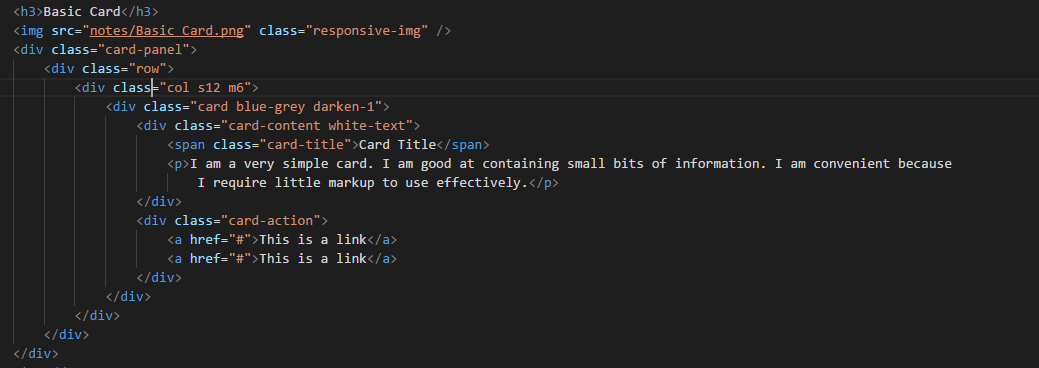 <h3>Basic Card</h3>
<img src="notes/Basic Card.png" class="responsive-img" />
<div class="card-panel">
    <div class="row">
        <div class="col s12 m6">
            <div class="card blue-grey darken-1">
                <div class="card-content white-text">
                    <span class="card-title">Card Title</span>
                    <p>I am a very simple card. I am good at containing small bits of information. I am convenient because
                        I require little markup to use effectively.</p>
                </div>
                <div class="card-action">
                    <a href="#">This is a link</a>
                    <a href="#">This is a link</a>
                </div>
            </div>
        </div>
    </div>
</div>